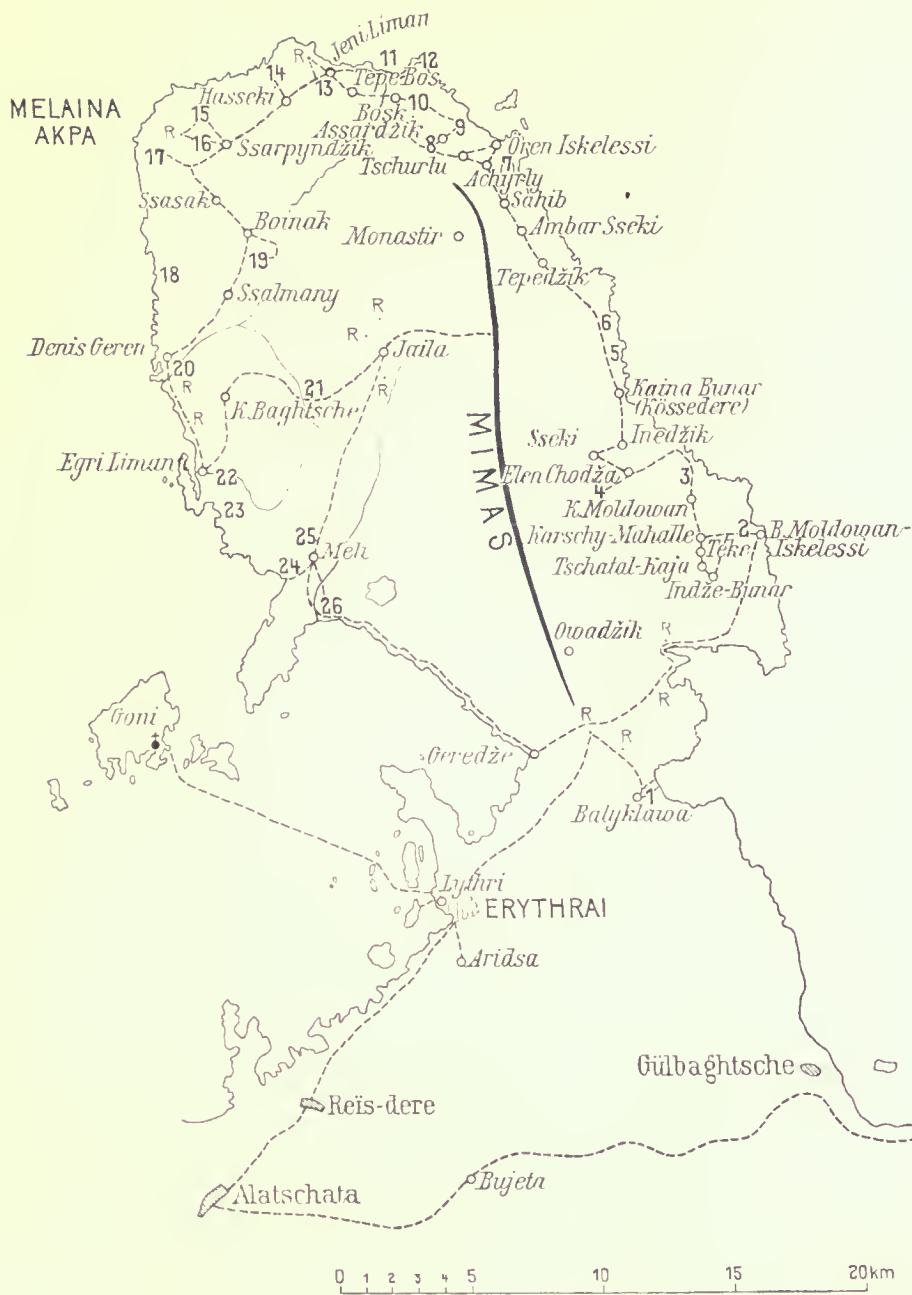 Jeni Liman
R.
11
12
14
13
Tepe Bos
MELAINA
AKPA
Hasseki
Bosk
10
15
Assardžik
9
R
16
Ssarpyndžik
8
Ören Iskelessi
17
Tschurlu
7
Achyrly
Ssasak
Sahib
Boinak
Monastir
Ambar Sseki
19
18
Tepedžik
Ssalmany
R
6
R.
Denis Geren
Jaila
5
20
R
21
R
Kaina Bunar
(Kössedere)
K.Baghtsche
R
MIMAS
Inedžik
Sseki
Egri Liman
22
Elen Chodža
3
4
23
K.Moldowan
25
Karschy-Mahalle
2
B.Moldowan-
Iskelessi
Meli
Tekr
24
Tschatal-Kaju
Indže-Bunar
26
Owadžik
R
R
Goni
R
R
Geredže
1
Balyklawa
Lythri
ERYTHRAI
Aridsa
Gülbaghtsche
Reïs-dere
Alatschata
Bujeta
0 1 2 3 4 5 10 15 20 km